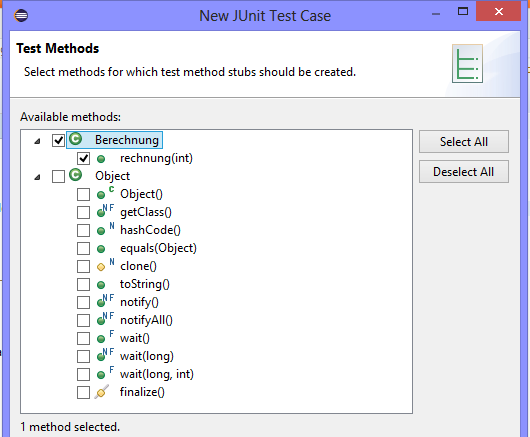 New JUnit Test Case
Test Methods
Select methods for which test method stubs should be created.
Available methods:
Berechnung
rechnung(int)
Object
C Object()
NF getClass()
N hashCode()
equals(Object)
N clone()
toString()
NF notify()
NF notifyAll()
F wait()
NF wait(long)
F wait(long, int)
finalize()
Select All
Deselect All
1 method selected.